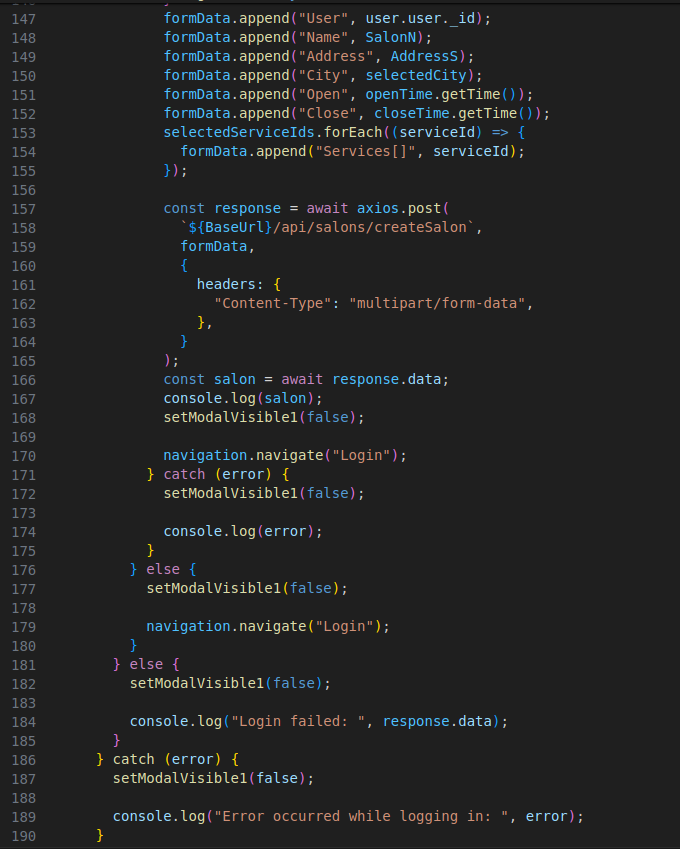 147 formData.append("User", user.user._id);
148 formData.append("Name", SalonN);
149 formData.append("Address", AddressS);
150 formData.append("City", selectedCity);
151 formData.append("Open", openTime.getTime());
152 formData.append("Close", closeTime.getTime());
153 selectedServiceIds.forEach((serviceId) => {
154 formData.append("Services[]", serviceId);
155 });
156
157 const response = await axios.post(
158 `${BaseUrl}/api/salons/createSalon`,
159 formData,
160 {
161 headers: {
162 "Content-Type": "multipart/form-data",
163 },
164 }
165 );
166 const salon = await response.data;
167 console.log(salon);
168 setModalVisible1(false);
169
170 navigation.navigate("Login");
171 } catch (error) {
172 setModalVisible1(false);
173
174 console.log(error);
175 }
176 } else {
177 setModalVisible1(false);
178
179 navigation.navigate("Login");
180 }
181 } else {
182 setModalVisible1(false);
183
184 console.log("Login failed: ", response.data);
185 }
186 } catch (error) {
187 setModalVisible1(false);
188
189 console.log("Error occurred while logging in: ", error);
190 }